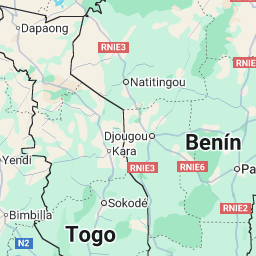 Dapaong
RNIE3
Natitingou
RNIE
Djougou
Benín
Yendi
Kara
RNIE3
RNIE6
Pa
Sokodé
Bimbilla
RNIE2
Togo
N2